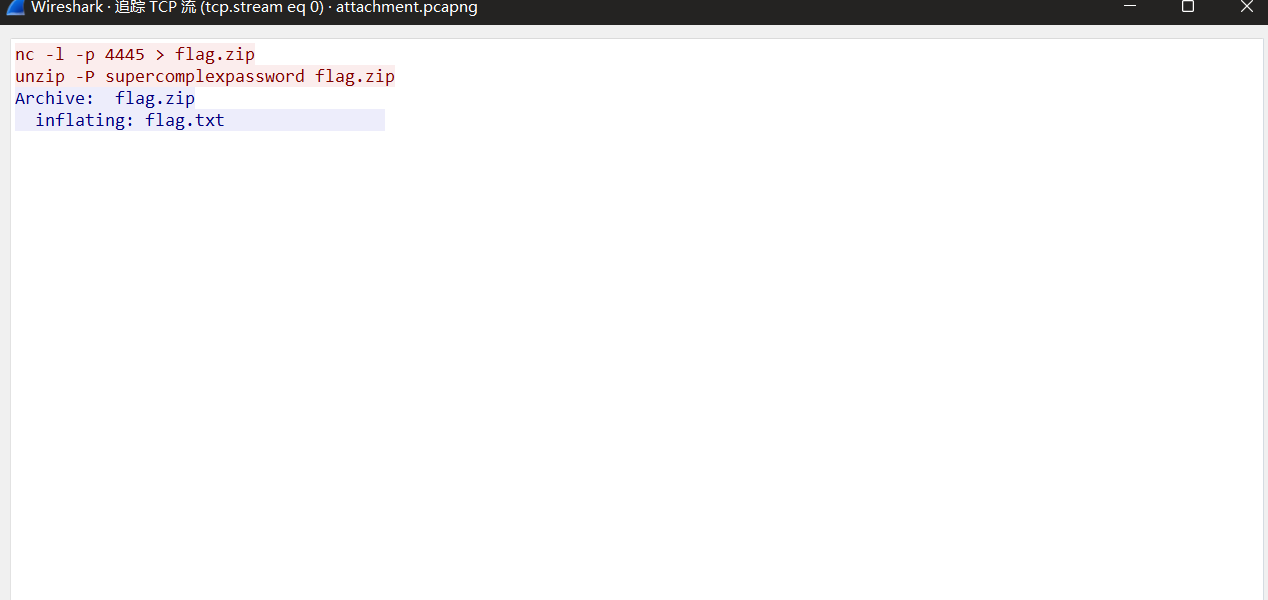 Wireshark · 追踪 TCP 流 (tcp.stream eq 0) · attachment.pcapng
nc -l -p 4445 > flag.zip
unzip -P supercomplexpassword flag.zip
Archive:  flag.zip
  inflating: flag.txt